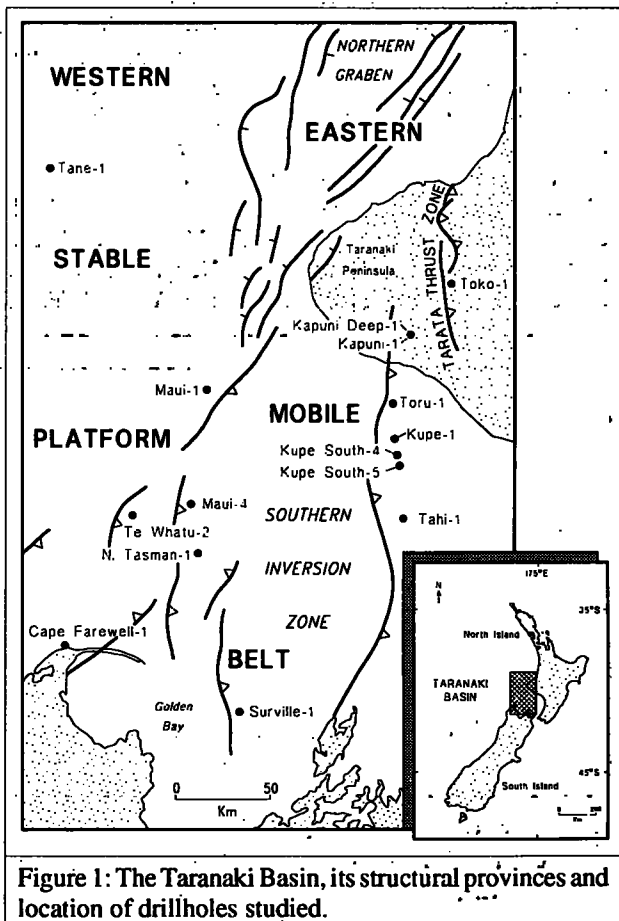 NORTHERN
GRABEN
WESTERN
EASTERN
Tane-1
STABLE
TARATA THRUST ZONE
Taranaki
Peninsula
Toko-1
Kapuni Deep-1
Kapuni-1
Maui-1
MOBILE
Toru-1
PLATFORM
Kupe-1
Kupe South-4
Kupe South-5
Maui-4
SOUTHERN
Tahi-1
Te Whatu-2
N. Tasman-1
INVERSION
ZONE
Cape Farewell-1
BELT
Golden
Bay
Surville-1
0 50
Km
175°E
N
35°S
North Island
TARANAKI
BASIN
45°S
South Island
0 200
Km
Figure 1: The Taranaki Basin, its structural provinces and
location of drillholes studied.